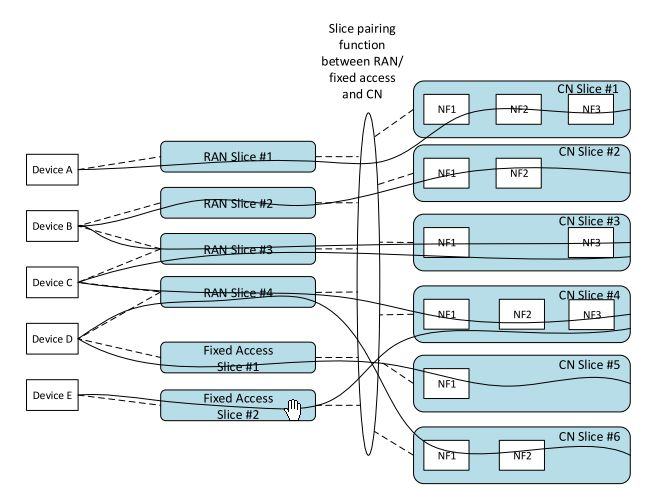 Slice pairing
function
between RAN/
fixed access
and CN
CN Slice #1
NF1
NF2
NF3
RAN Slice #1
CN Slice #2
Device A
NF1
NF2
RAN Slice #2
Device B
CN Slice #3
RAN Slice #3
NF1
NF3
Device C
RAN Slice #4
CN Slice #4
NF1
NF2
NF3
Device D
Fixed Access
Slice #1
CN Slice #5
NF1
Device E
Fixed Access
Slice #2
CN Slice #6
NF1
NF2